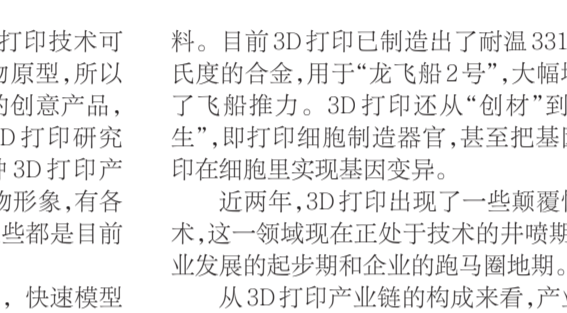 打印技术可
物原型，所以
的创意产品，
D打印研究
3D打印产
物形象，有各
些都是目前
，快速模型
料。目前3D打印已制造出了耐温331
氏度的合金，用于“龙飞船2号”，大幅
了飞船推力。3D打印还从“创材”到
生”，即打印细胞制造器官，甚至把基因
印在细胞里实现基因变异。
近两年，3D打印出现了一些颠覆
术，这一领域现在正处于技术的井喷期
业发展的起步期和企业的跑马圈地期。
从3D打印产业链的构成来看，产业